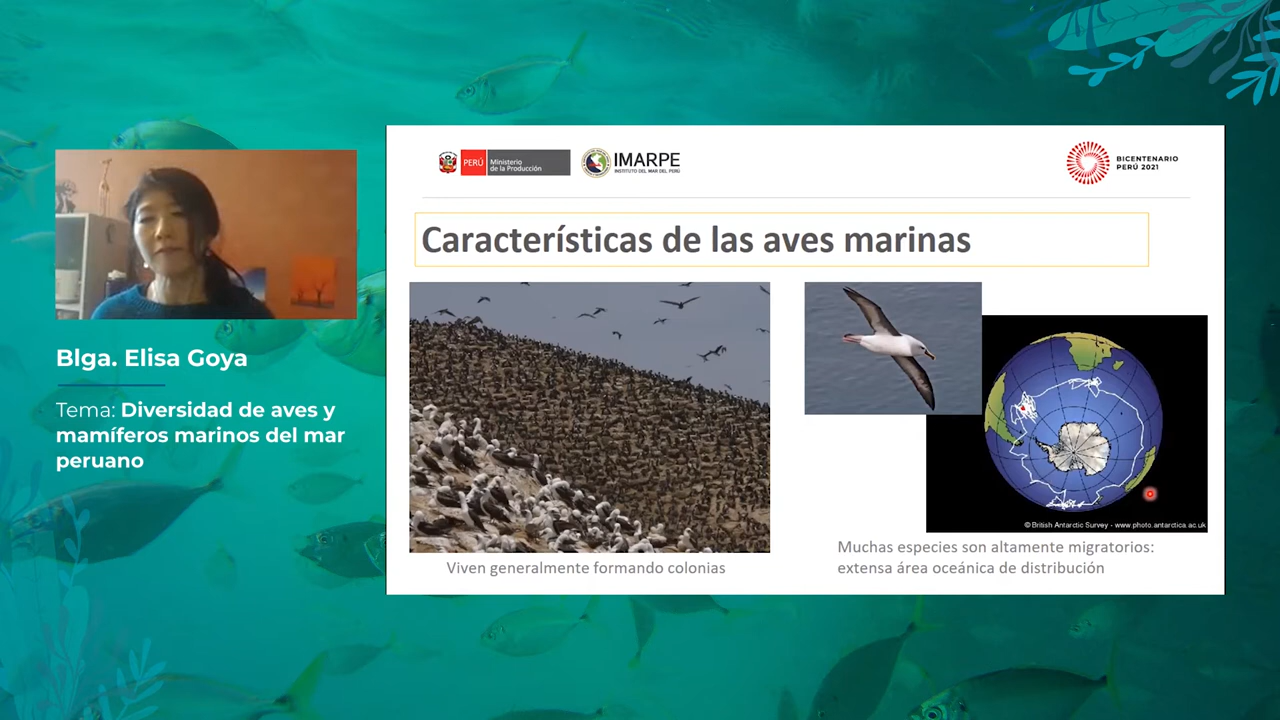 PERÚ
Ministerio
de la Producción
IMARPE
INSTITUTO DEL MAR DEL PERÚ
BICENTENARIO
PERÚ 2021
Características de las aves marinas
Blga. Elisa Goya
Tema: Diversidad de aves y
mamíferos marinos del mar
peruano
© British Antarctic Survey - www.photo.antarctica.ac.uk
Viven generalmente formando colonias
Muchas especies son altamente migratorios:
extensa área oceánica de distribución